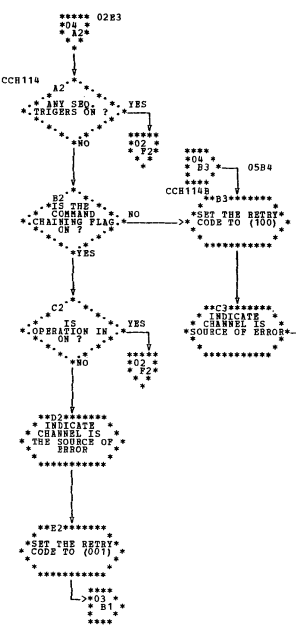 02E3
04
A2
CCH114
A2
ANY SEQ.
TRIGERS ON ?
YES
02
F2
NO
04
B3
05B4
CCH114B
B2
IS THE
COMMAND
CHAINING FLAG
ON ?
NO
B3
SET THE RETRY
CODE TO (100)
YES
C2
IS
OPERATION IN
ON ?
YES
02
F2
NO
C3
INDICATE
CHANNEL IS
SOURCE OF ERROR
D2
INDICATE
CHANNEL IS
THE SOURCE OF
ERROR
E2
SET THE RETRY
CODE TO (001)
03
B1